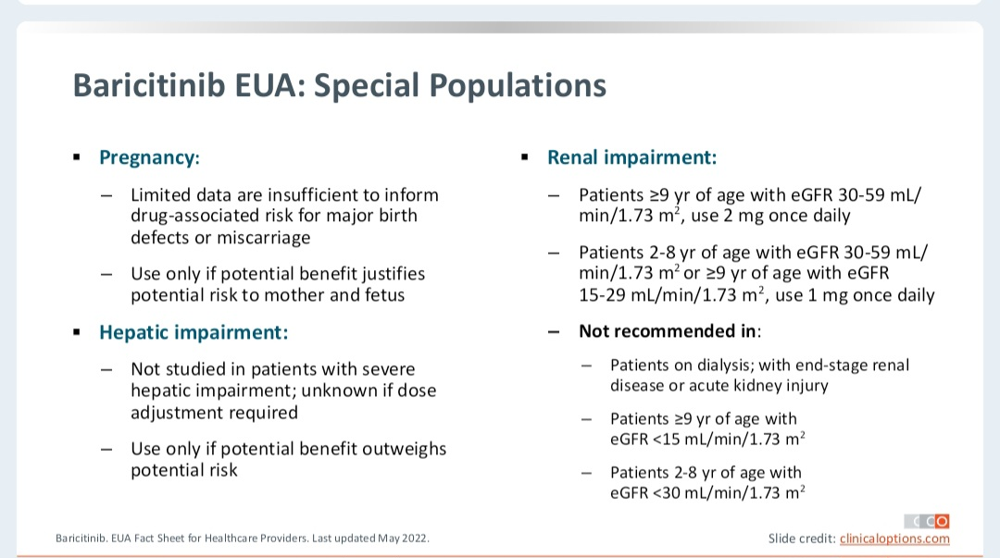 Baricitinib EUA: Special Populations
▪ Pregnancy:
– Limited data are insufficient to inform
drug-associated risk for major birth
defects or miscarriage
– Use only if potential benefit justifies
potential risk to mother and fetus
▪ Hepatic impairment:
– Not studied in patients with severe
hepatic impairment; unknown if dose
adjustment required
– Use only if potential benefit outweighs
potential risk
▪ Renal impairment:
– Patients ≥9 yr of age with eGFR 30-59 mL/
min/1.73 m², use 2 mg once daily
– Patients 2-8 yr of age with eGFR 30-59 mL/
min/1.73 m² or ≥9 yr of age with eGFR
15-29 mL/min/1.73 m², use 1 mg once daily
– Not recommended in:
– Patients on dialysis; with end-stage renal
disease or acute kidney injury
– Patients ≥9 yr of age with
eGFR <15 mL/min/1.73 m²
– Patients 2-8 yr of age with
eGFR <30 mL/min/1.73 m²
CCO
Baricitinib. EUA Fact Sheet for Healthcare Providers. Last updated May 2022.
Slide credit: clinicaloptions.com